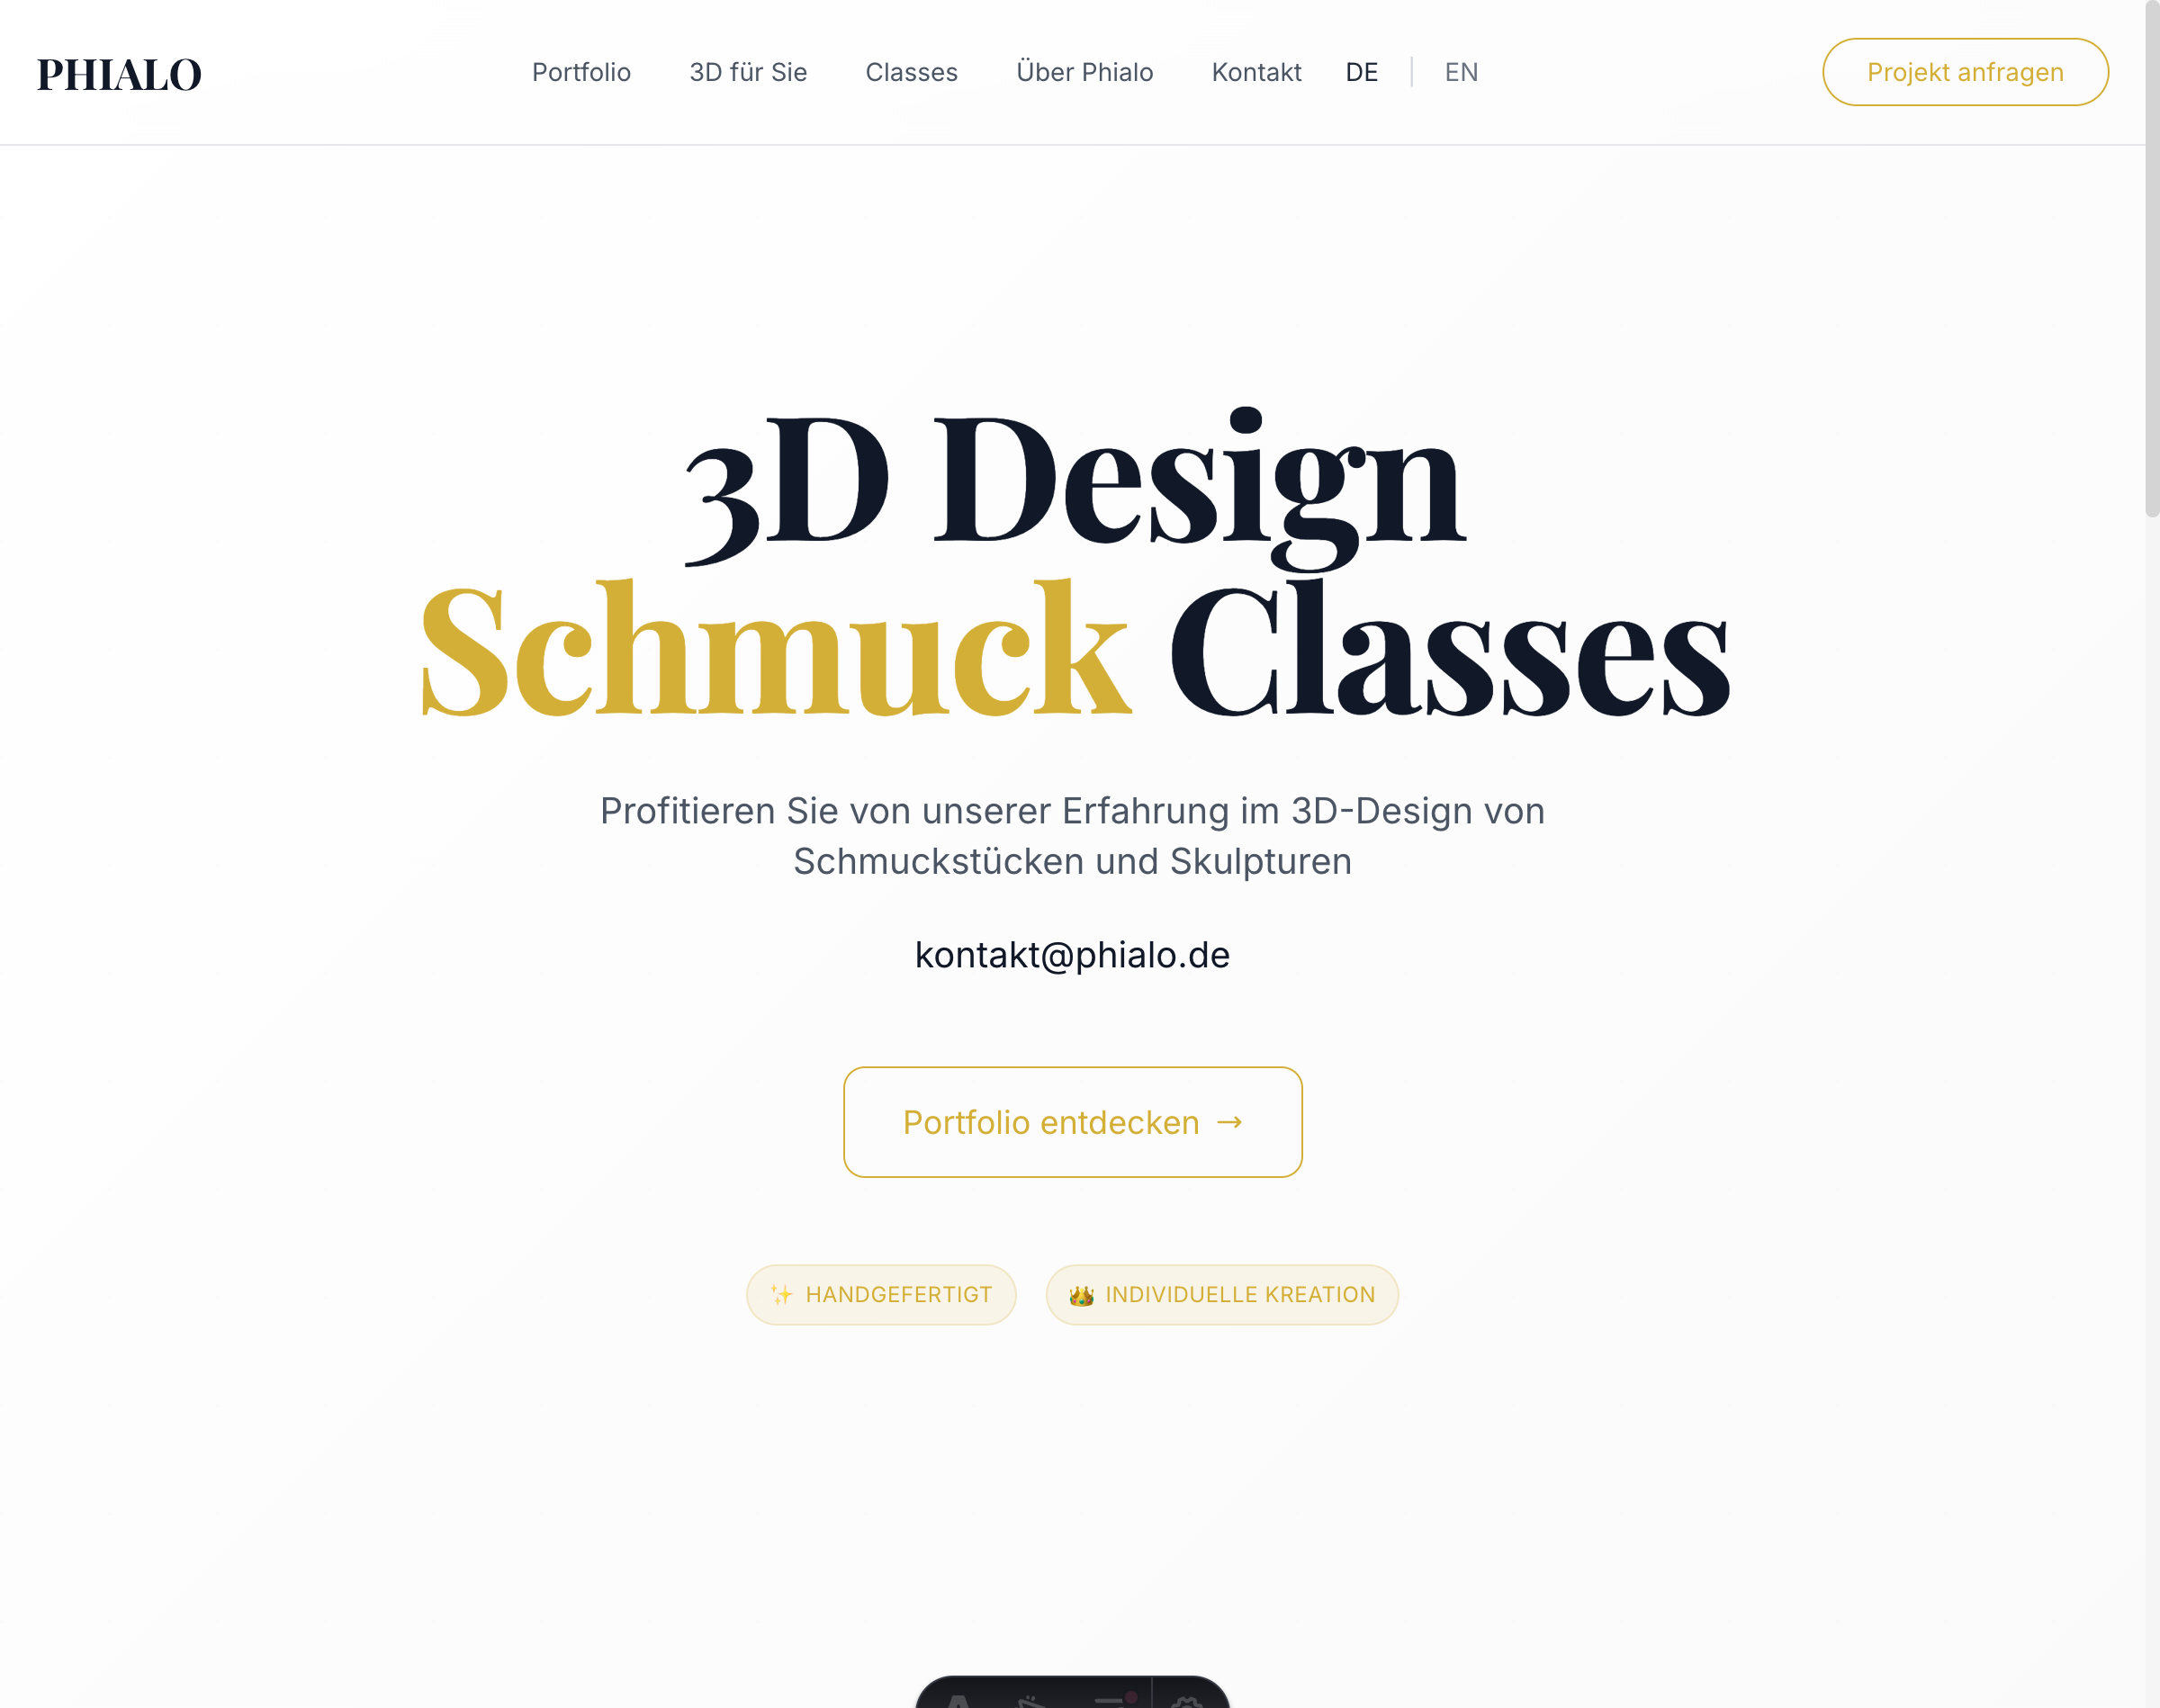 PHIALO
Portfolio
3D für Sie
Classes
Über Phialo
Kontakt
DE
EN
Projekt anfragen
3D Design
Schmuck Classes
Profitieren Sie von unserer Erfahrung im 3D-Design von
Schmuckstücken und Skulpturen
kontakt@phialo.de
Portfolio entdecken →
✨ HANDGEFERTIGT
👑 INDIVIDUELLE KREATION